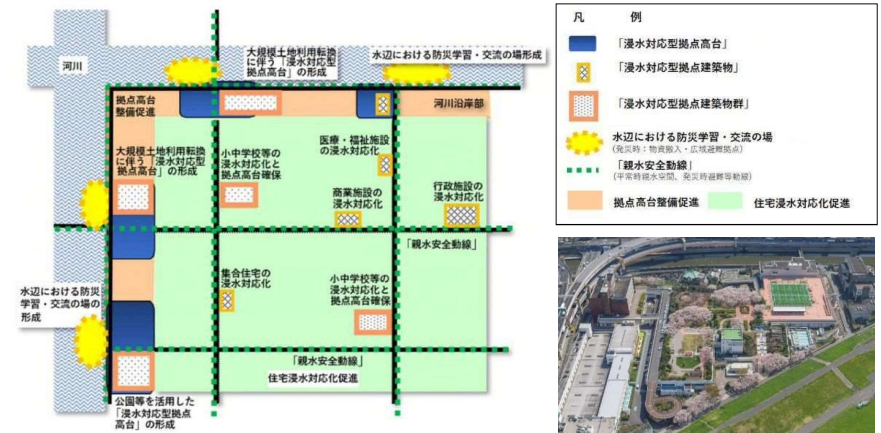 河川
大規模土地利用転換
に伴う「浸水対応型
拠点高台」の形成
水辺における防災学習・交流の場形成
拠点高台
整備促進
河川沿岸部
大規模土地利用転換
に伴う「浸水対応型
拠点高台」の形成
小中学校等の
浸水対応化と
拠点高台確保
医療・福祉施設
の浸水対応化
商業施設の
浸水対応化
行政施設の
浸水対応化
「親水安全動線」
水辺における防災
学習・交流の場の
形成
集合住宅の
浸水対応化
小中学校等の
浸水対応化と
拠点高台確保
「親水安全動線」
住宅浸水対応化促進
公園等を活用した
「浸水対応型拠点
高台」の形成
凡 例
「浸水対応型拠点高台」
「浸水対応型拠点建築物」
「浸水対応型拠点建築物群」
水辺における防災学習・交流の場
(発災時：物資搬入・広域避難拠点)
「親水安全動線」
(平常時親水空間、発災時避難等動線)
拠点高台整備促進
住宅浸水対応化促進